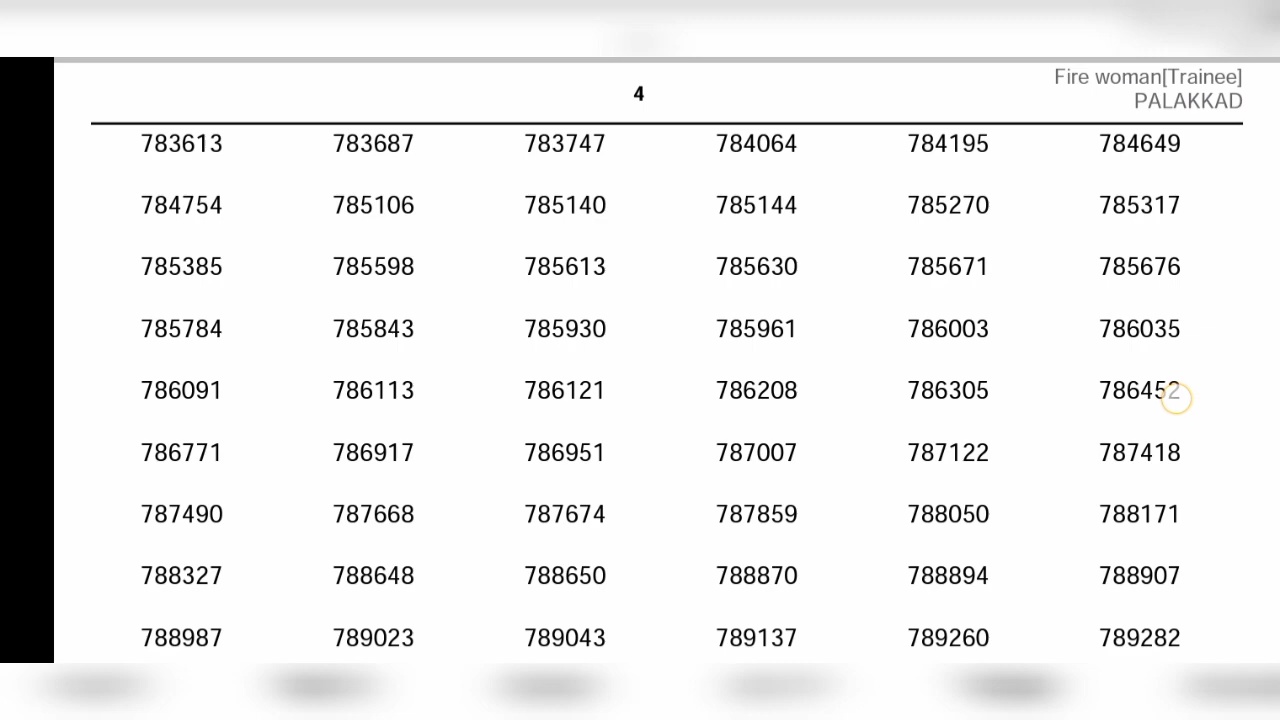 Fire woman[Trainee]
4
PALAKKAD
783613 783687 783747 784064 784195 784649
784754 785106 785140 785144 785270 785317
785385 785598 785613 785630 785671 785676
785784 785843 785930 785961 786003 786035
786091 786113 786121 786208 786305 786452
786771 786917 786951 787007 787122 787418
787490 787668 787674 787859 788050 788171
788327 788648 788650 788870 788894 788907
788987 789023 789043 789137 789260 789282